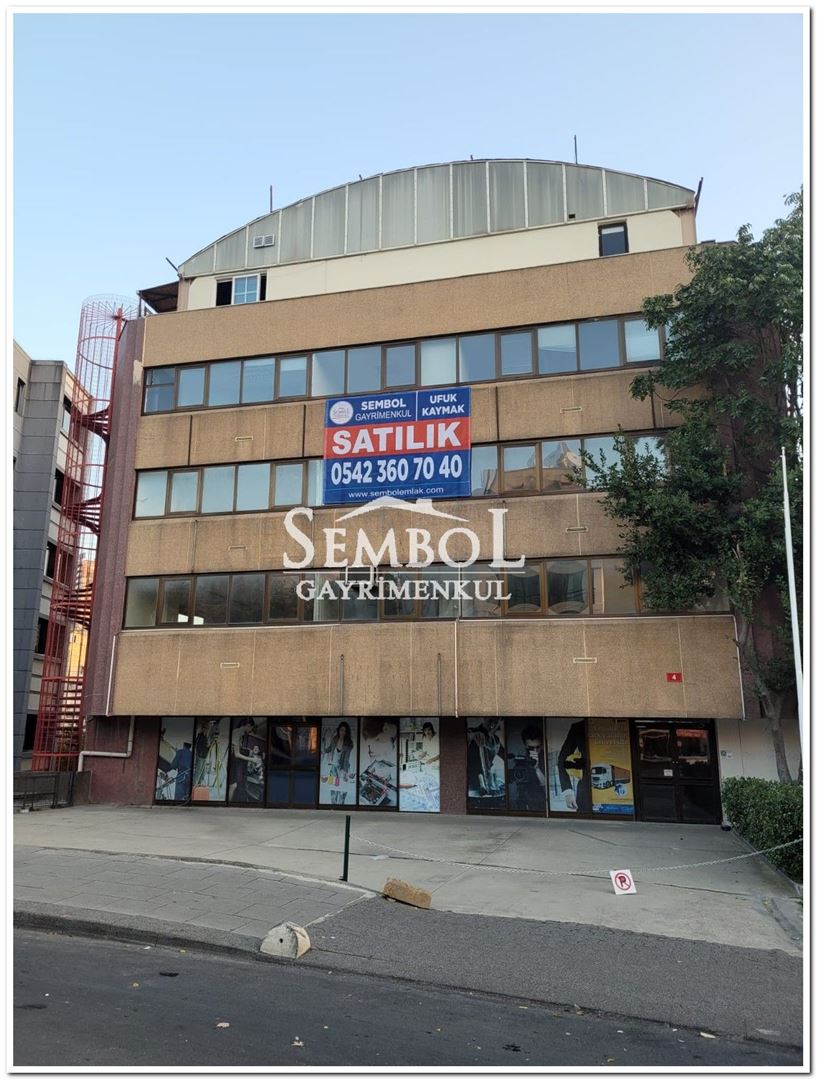 SEMBOL
GAYRİMENKUL
UFUK
KAYMAK
SATILIK
0542 360 70 40
www.sembolemlak.com
SEMBOL
GAYRİMENKUL
4
P